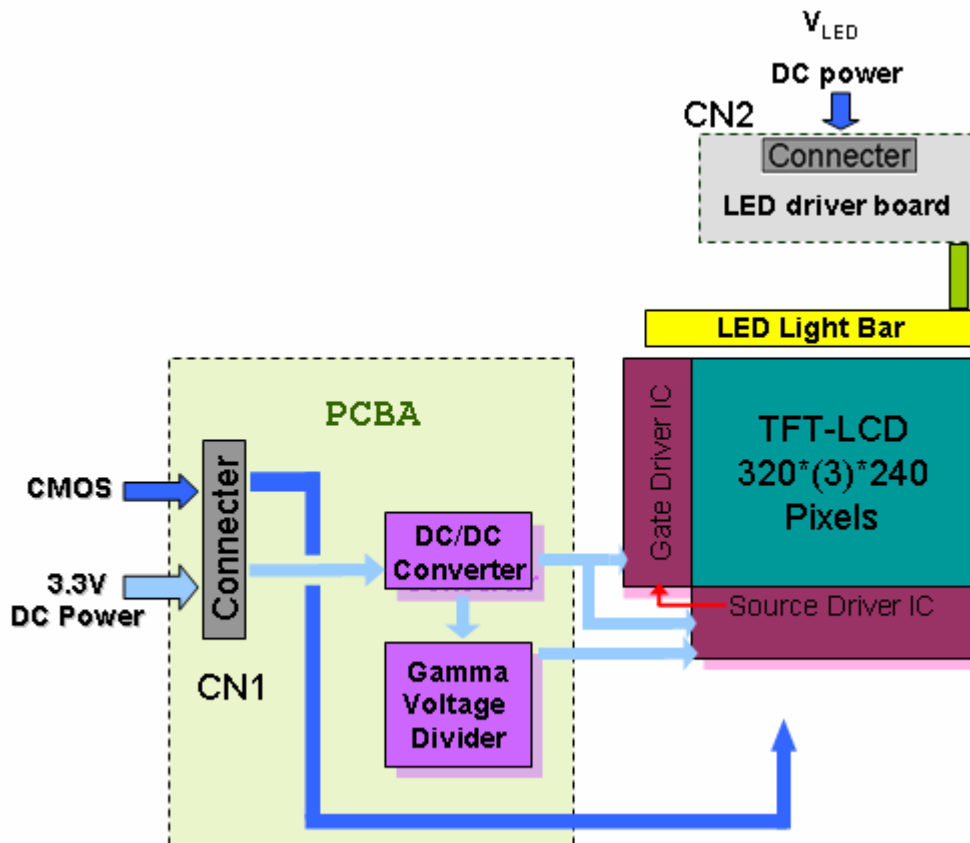 V_LED
DC power
CN2
Connecter
LED driver board
LED Light Bar
PCBA
Gate Driver IC
TFT-LCD
320*(3)*240
Pixels
CMOS
Connecter
DC/DC
Converter
3.3V
DC Power
Source Driver IC
CN1
Gamma
Voltage
Divider